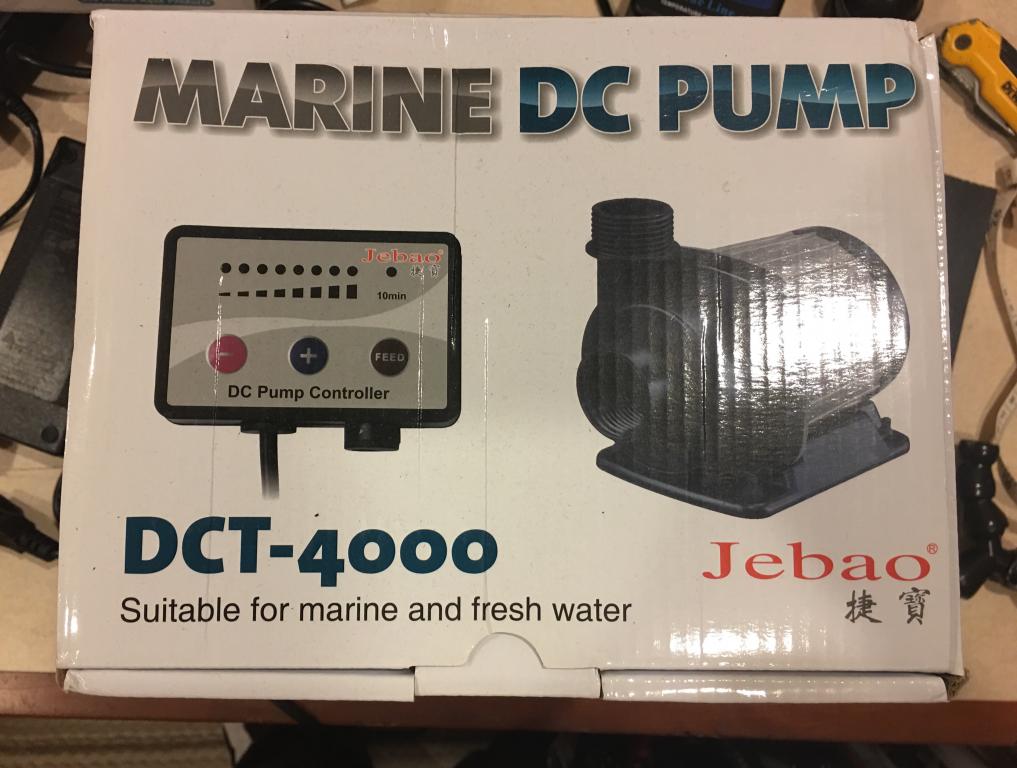 MARINE DC PUMP
Jebao
捷寶
10min
FEED
DC Pump Controller
DCT-4000
Suitable for marine and fresh water
Jebao®
捷寶